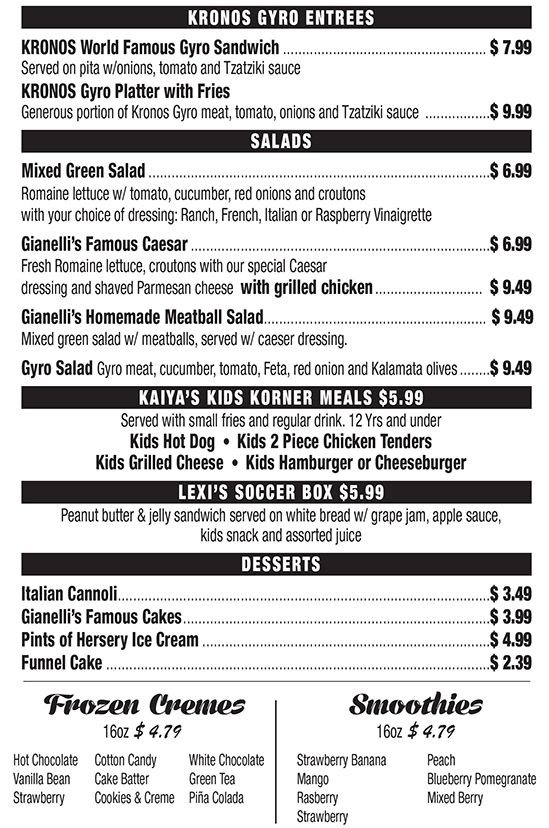 KRONOS GYRO ENTREES
KRONOS World Famous Gyro Sandwich ........ $ 7.99
Served on pita w/onions, tomato and Tzatziki sauce
KRONOS Gyro Platter with Fries
Generous portion of Kronos Gyro meat, tomato, onions and Tzatziki sauce ........ $ 9.99
SALADS
Mixed Green Salad ........ $ 6.99
Romaine lettuce w/ tomato, cucumber, red onions and croutons
with your choice of dressing: Ranch, French, Italian or Raspberry Vinaigrette
Gianelli's Famous Caesar ........ $ 6.99
Fresh Romaine lettuce, croutons with our special Caesar
dressing and shaved Parmesan cheese with grilled chicken ........ $ 9.49
Gianelli's Homemade Meatball Salad ........ $ 9.49
Mixed green salad w/ meatballs, served w/ caeser dressing.
Gyro Salad Gyro meat, cucumber, tomato, Feta, red onion and Kalamata olives ........ $ 9.49
KAIYA'S KIDS KORNER MEALS $5.99
Served with small fries and regular drink. 12 Yrs and under
Kids Hot Dog • Kids 2 Piece Chicken Tenders
Kids Grilled Cheese • Kids Hamburger or Cheeseburger
LEXI'S SOCCER BOX $5.99
Peanut butter & jelly sandwich served on white bread w/ grape jam, apple sauce,
kids snack and assorted juice
DESSERTS
Italian Cannoli ........ $ 3.49
Gianelli's Famous Cakes ........ $ 3.99
Pints of Hersery Ice Cream ........ $ 4.99
Funnel Cake ........ $ 2.39
Frozen Cremes
16oz $ 4.79
Hot Chocolate Cotton Candy White Chocolate
Vanilla Bean Cake Batter Green Tea
Strawberry Cookies & Creme Piña Colada
Smoothies
16oz $ 4.79
Strawberry Banana Peach
Mango Blueberry Pomegranate
Rasberry Mixed Berry
Strawberry